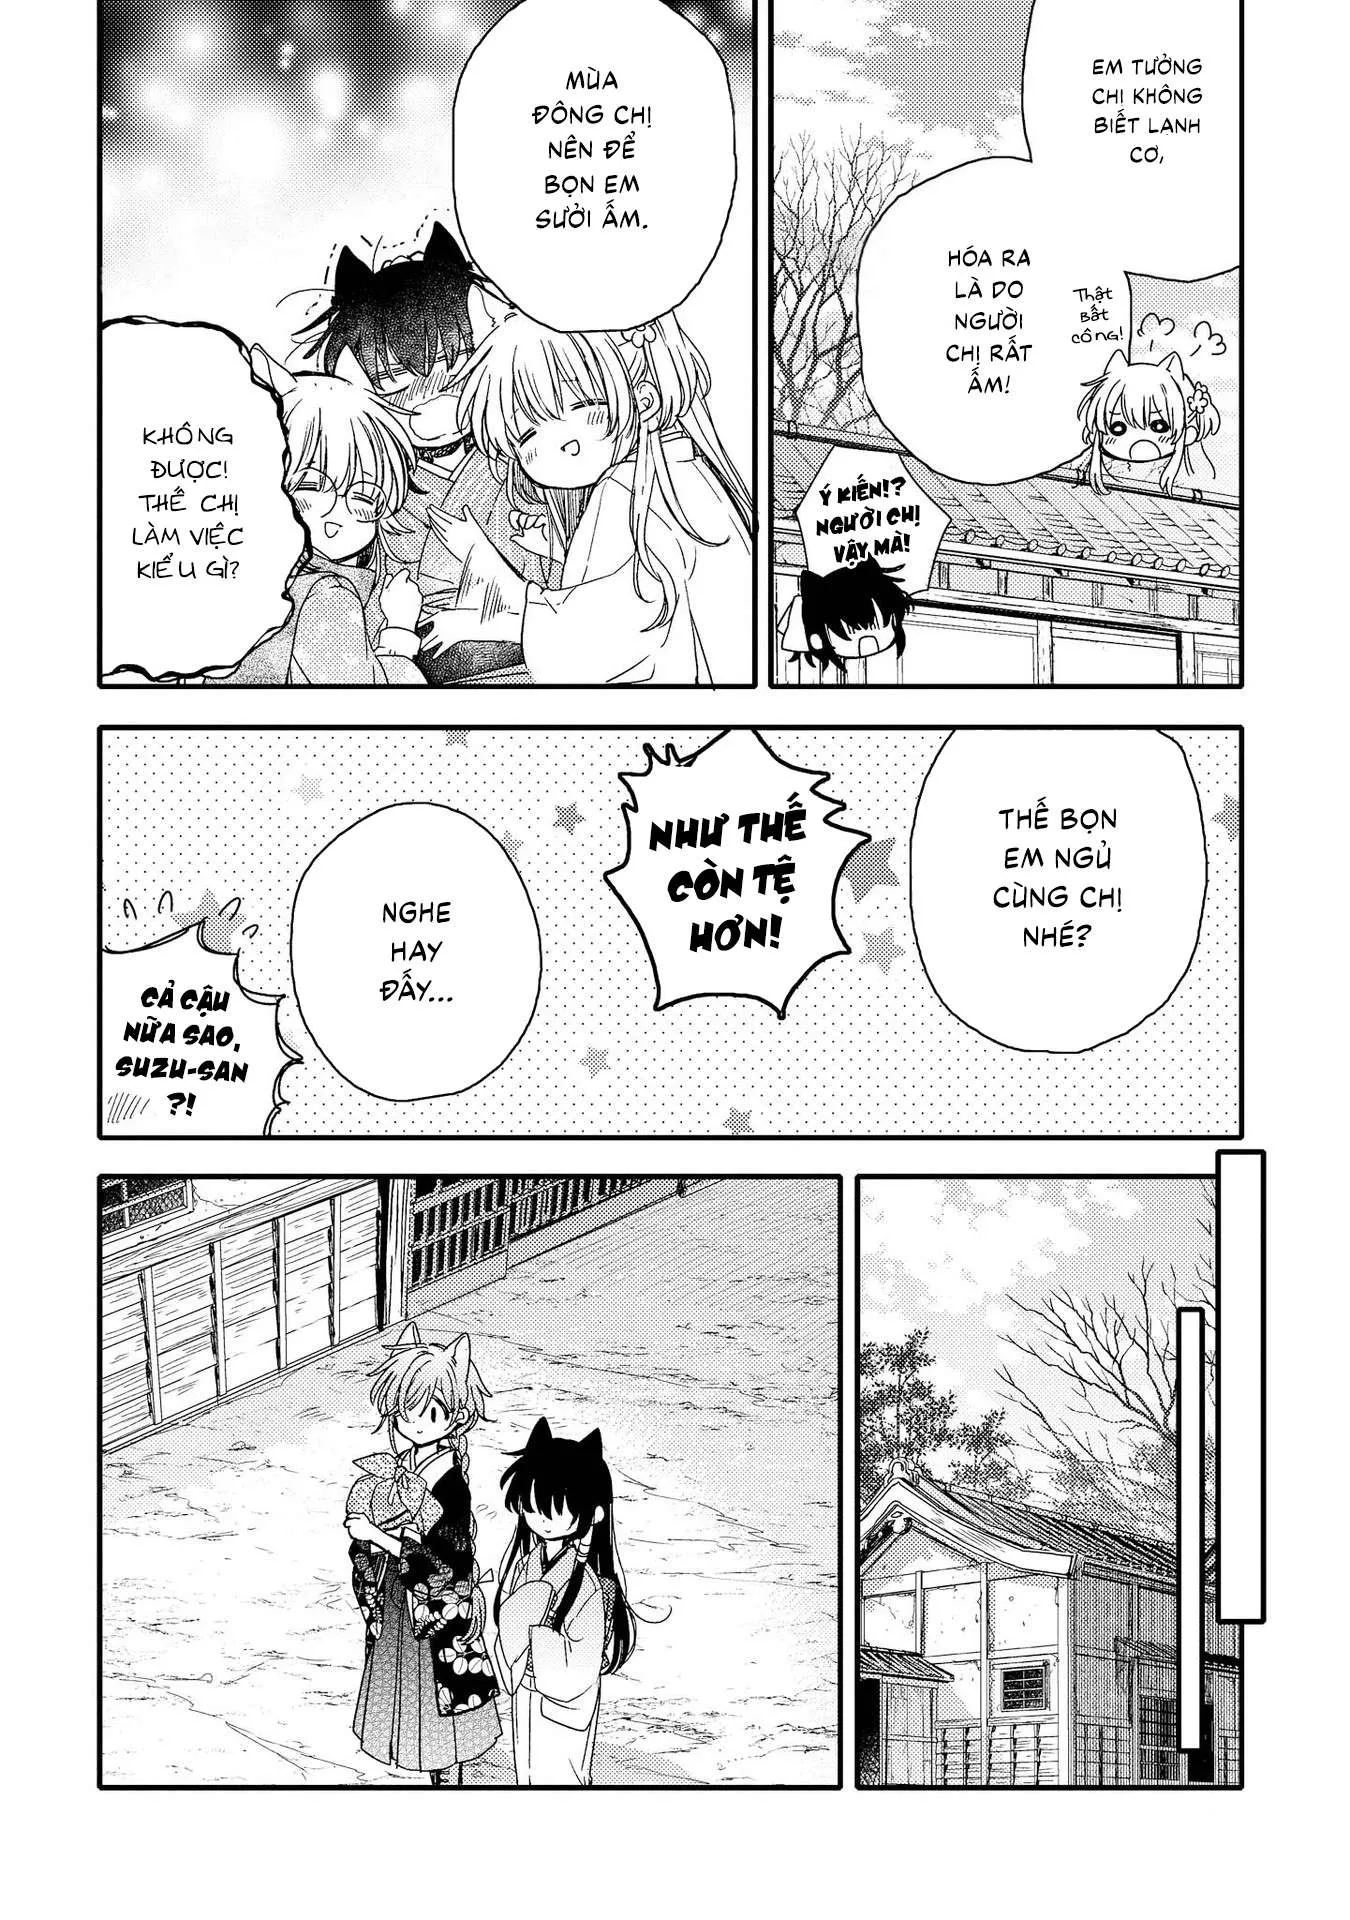 EM TƯỞNG
CHỊ KHÔNG
BIẾT LẠNH
CƠ,
HÓA RA
LÀ DO
NGƯỜI
CHỊ RẤT
ẤM!
Thật
Bất
công!
Ý KIẾN!?
NGƯỜI CHỊ
VẬY MÀ!
MÙA
ĐÔNG CHỊ
NÊN ĐỂ
BỌN EM
SƯỞI ẤM.
KHÔNG
ĐƯỢC!
THẾ CHỊ
LÀM VIỆC
KIỂU GÌ?
THẾ BỌN
EM NGỦ
CÙNG CHỊ
NHÉ?
NHƯ THẾ
CÒN TỆ
HƠN!
NGHE
HAY
ĐẤY...
CẢ CẬU
NỮA SAO,
SUZU-SAN
?!